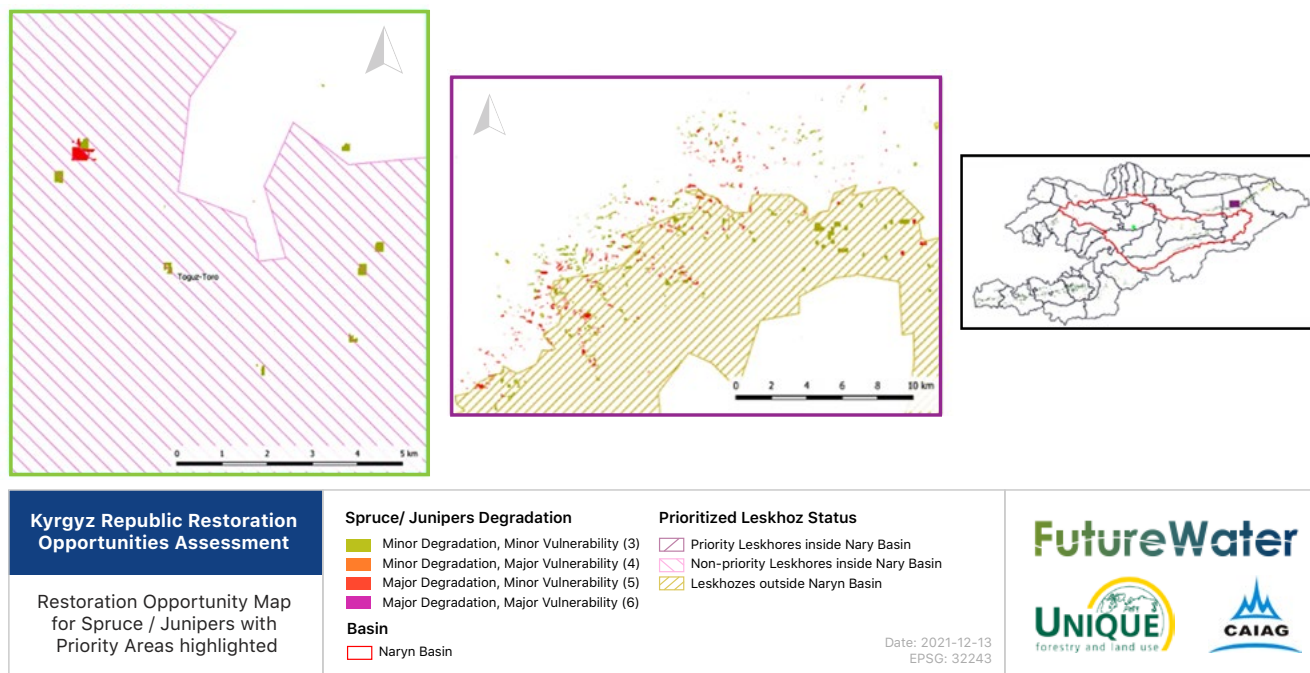 Toguz-Toro
0 1 2 3 4 5 km
0 2 4 6 8 10 km
Kyrgyz Republic Restoration
Opportunities Assessment
Restoration Opportunity Map
for Spruce / Junipers with
Priority Areas highlighted
Spruce/ Junipers Degradation
Minor Degradation, Minor Vulnerability (3)
Minor Degradation, Major Vulnerability (4)
Major Degradation, Minor Vulnerability (5)
Major Degradation, Major Vulnerability (6)
Basin
Naryn Basin
Prioritized Leskhoz Status
Priority Leskhores inside Nary Basin
Non-priority Leskhores inside Nary Basin
Leskhozes outside Naryn Basin
Date: 2021-12-13
EPSG: 32243
FutureWater
UNIQUE
forestry and land use
CAIAG